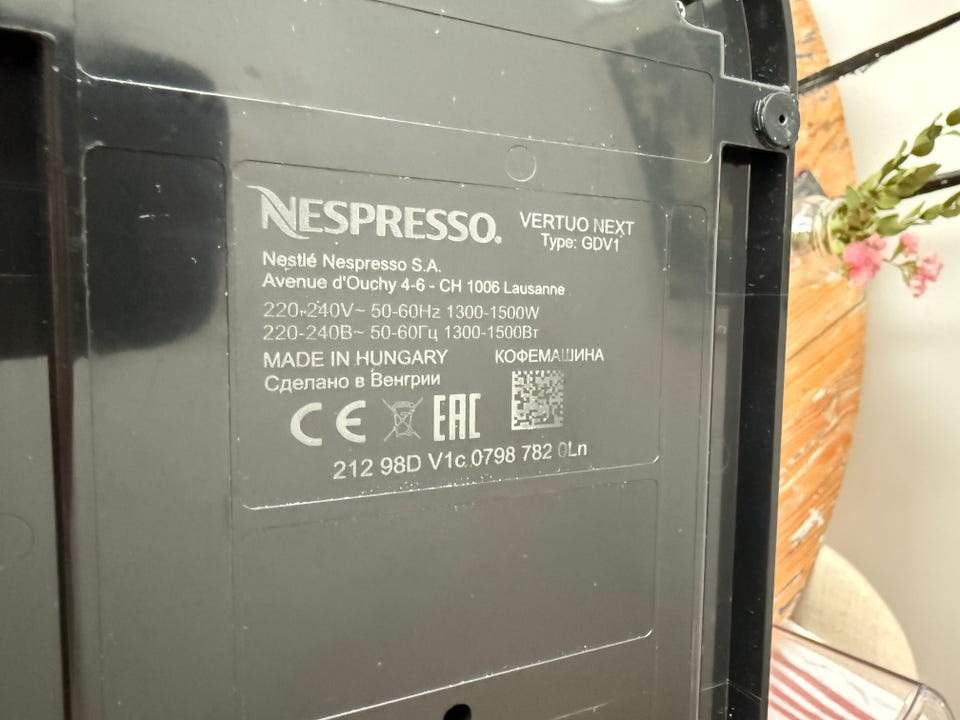 NESPRESSO.
VERTUO NEXT
Type: GDV1
Nestlé Nespresso S.A.
Avenue d'Ouchy 4-6 - CH 1006 Lausanne
220-240V~ 50-60Hz 1300-1500W
220-240В~ 50-60Гц 1300-1500Вт
MADE IN HUNGARY
КОФЕМАШИНА
Сделано в Венгрии
CE EAC
212 98D V1c 0798 782 0Ln